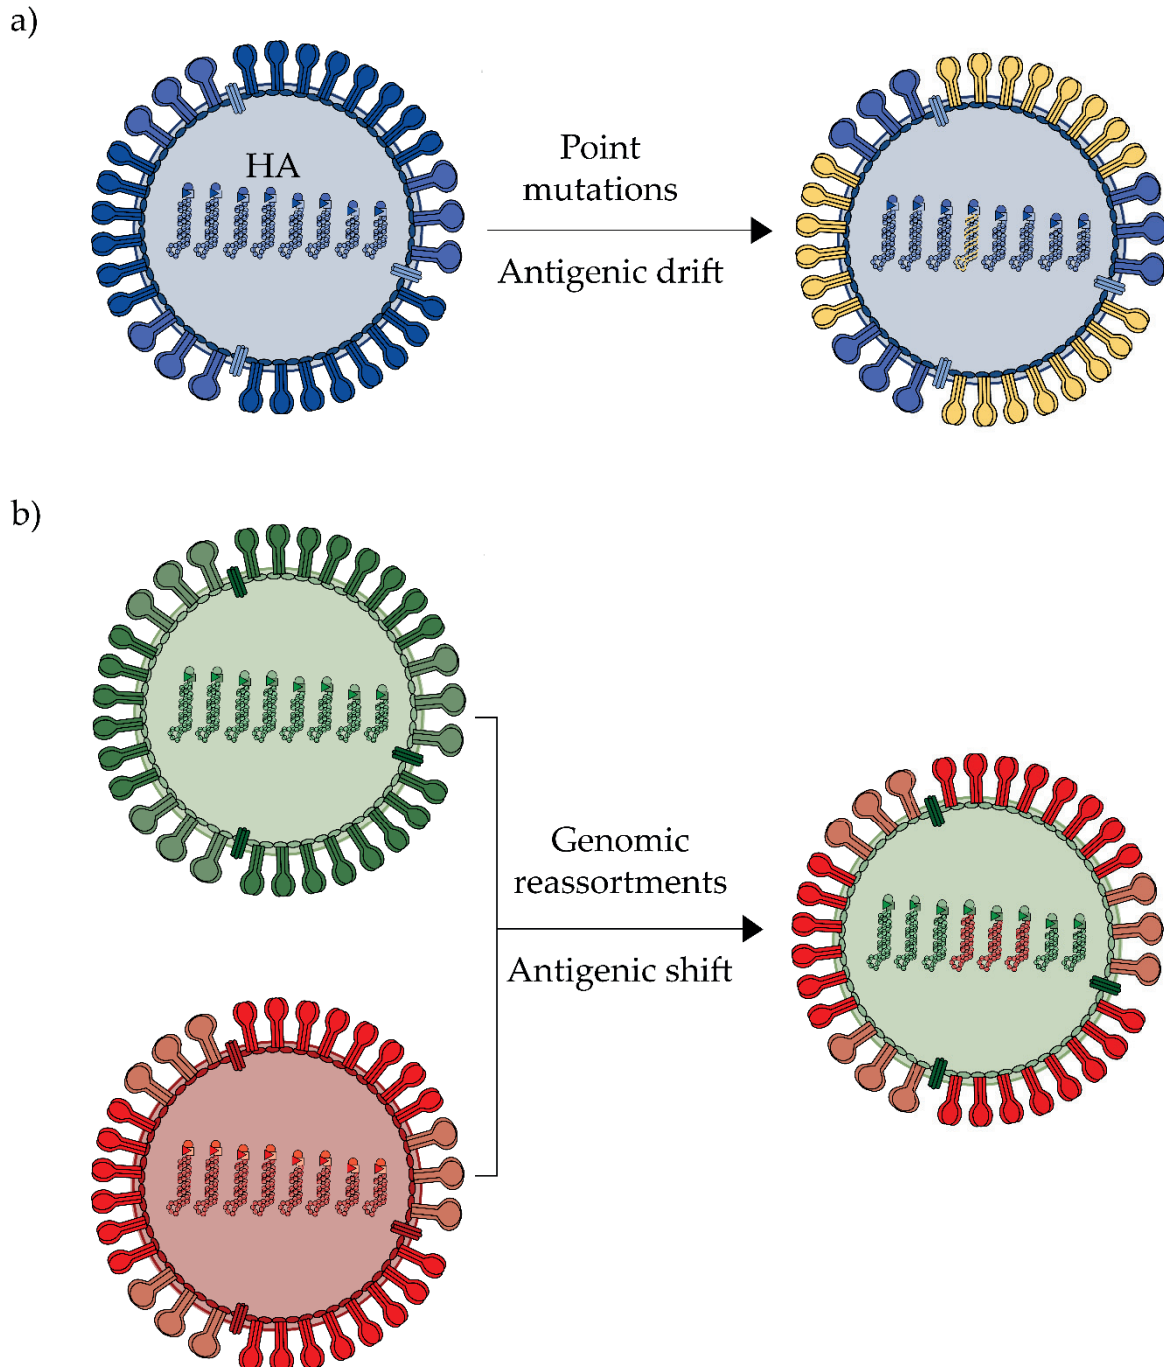 a)
HA
Point
mutations
Antigenic drift
b)
Genomic
reassortments
Antigenic shift